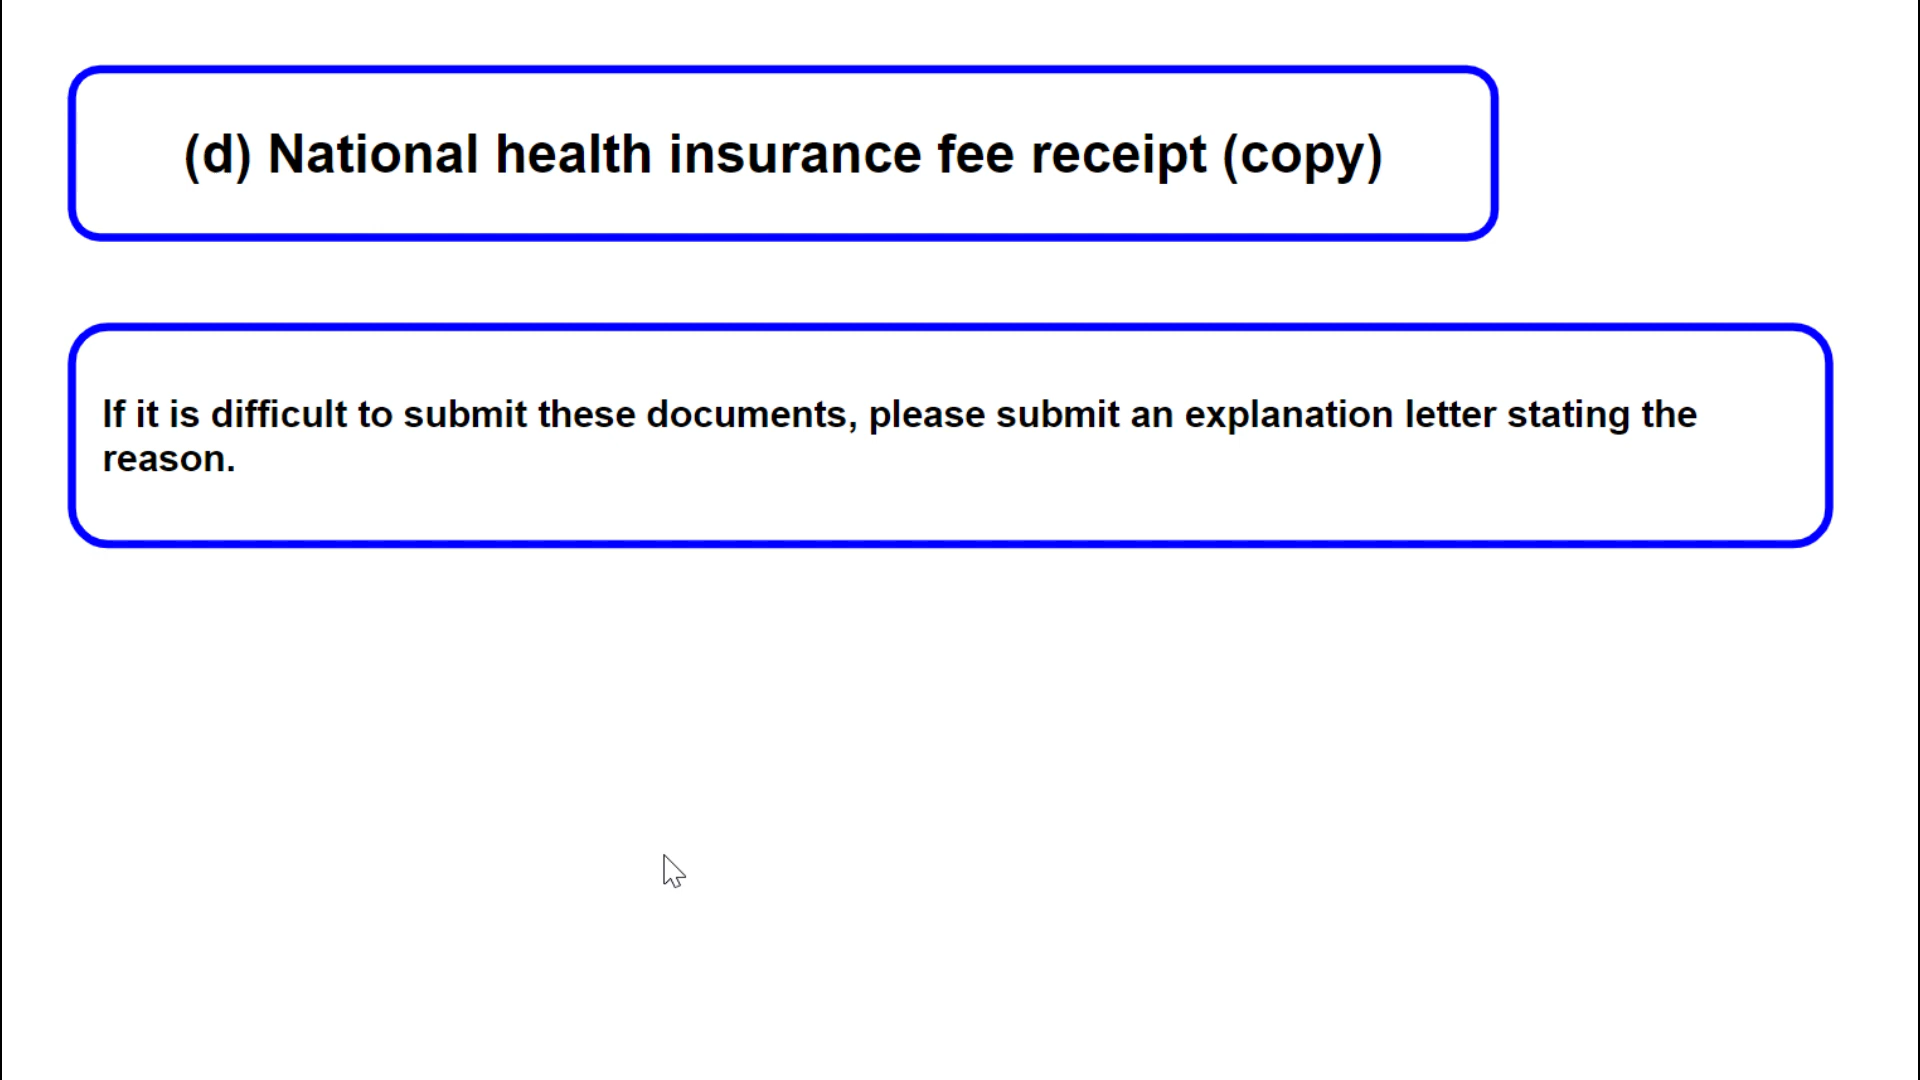 (d) National health insurance fee receipt (copy)
If it is difficult to submit these documents, please submit an explanation letter stating the
reason.